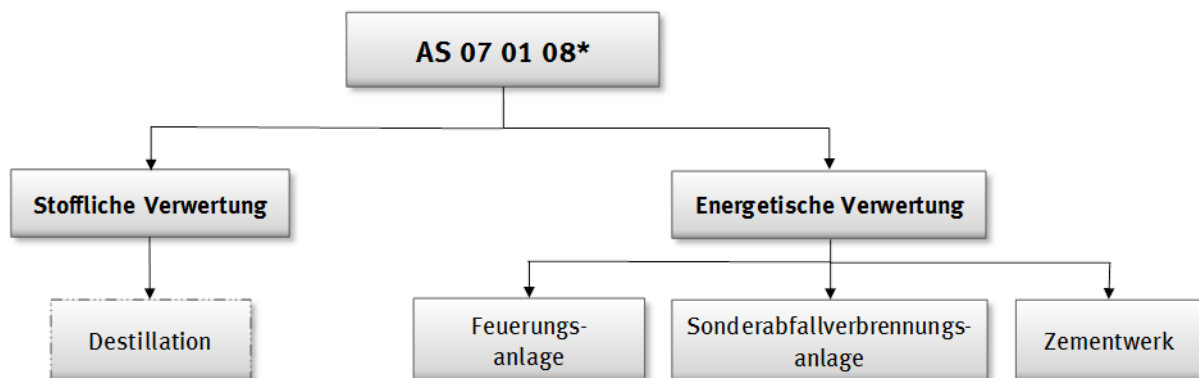 AS 07 01 08*
Stoffliche Verwertung
Energetische Verwertung
Destillation
Feuerungs-
anlage
Sonderabfallverbrennungs-
anlage
Zementwerk